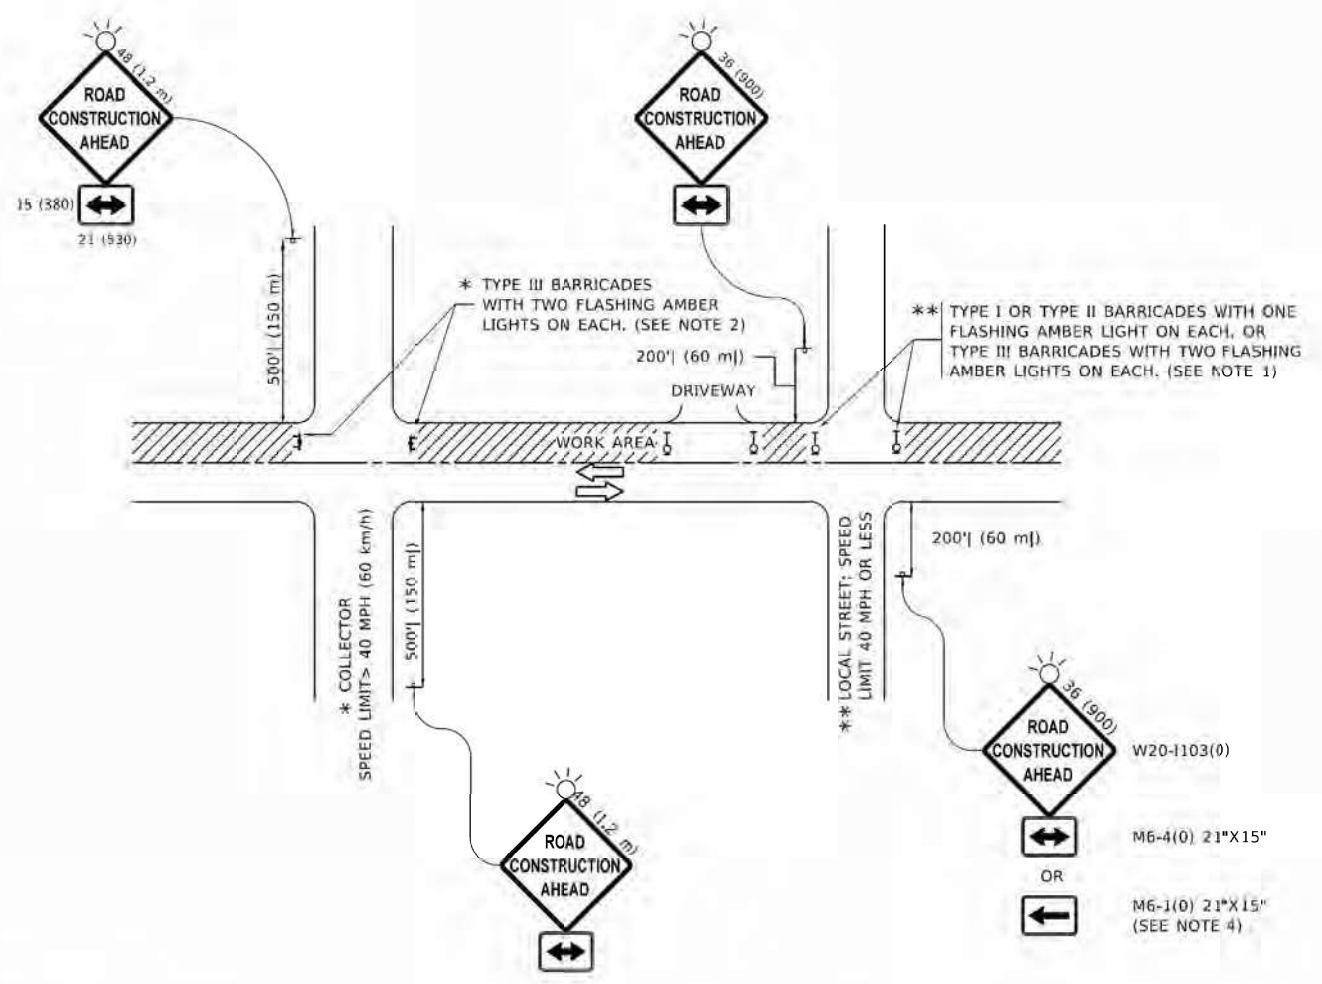 48 (1.2 m)
ROAD
CONSTRUCTION
AHEAD
15 (380)
21 (530)
36 (900)
ROAD
CONSTRUCTION
AHEAD
500'| (150 m)
* TYPE III BARRICADES
WITH TWO FLASHING AMBER
LIGHTS ON EACH. (SEE NOTE 2)
200'| (60 m|)
DRIVEWAY
** TYPE I OR TYPE II BARRICADES WITH ONE
FLASHING AMBER LIGHT ON EACH. OR
TYPE III BARRICADES WITH TWO FLASHING
AMBER LIGHTS ON EACH. (SEE NOTE 1)
WORK AREA
* COLLECTOR
SPEED LIMIT> 40 MPH (60 km/h)
500'| (150 m|)
** LOCAL STREET: SPEED
LIMIT 40 MPH OR LESS
200'| (60 m|)
48 (1.2 m)
ROAD
CONSTRUCTION
AHEAD
36 (900)
ROAD
CONSTRUCTION
AHEAD
W20-I103(0)
M6-4(0) 21"X15"
OR
M6-1(0) 21"X15"
(SEE NOTE 4)